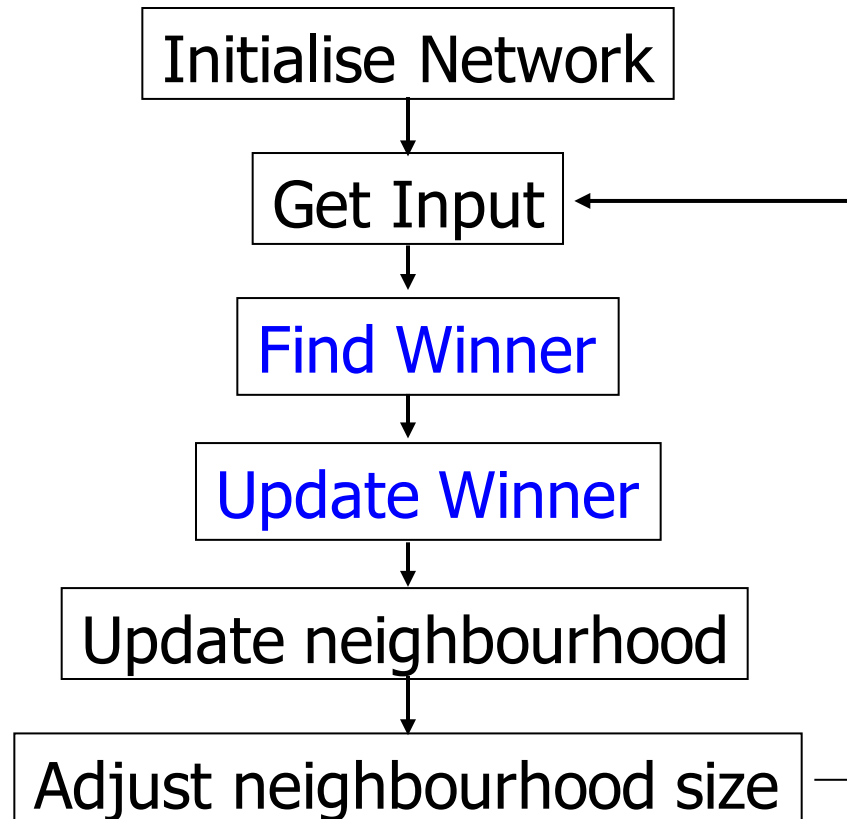 Initialise Network
Get Input
Find Winner
Update Winner
Update neighbourhood
Adjust neighbourhood size